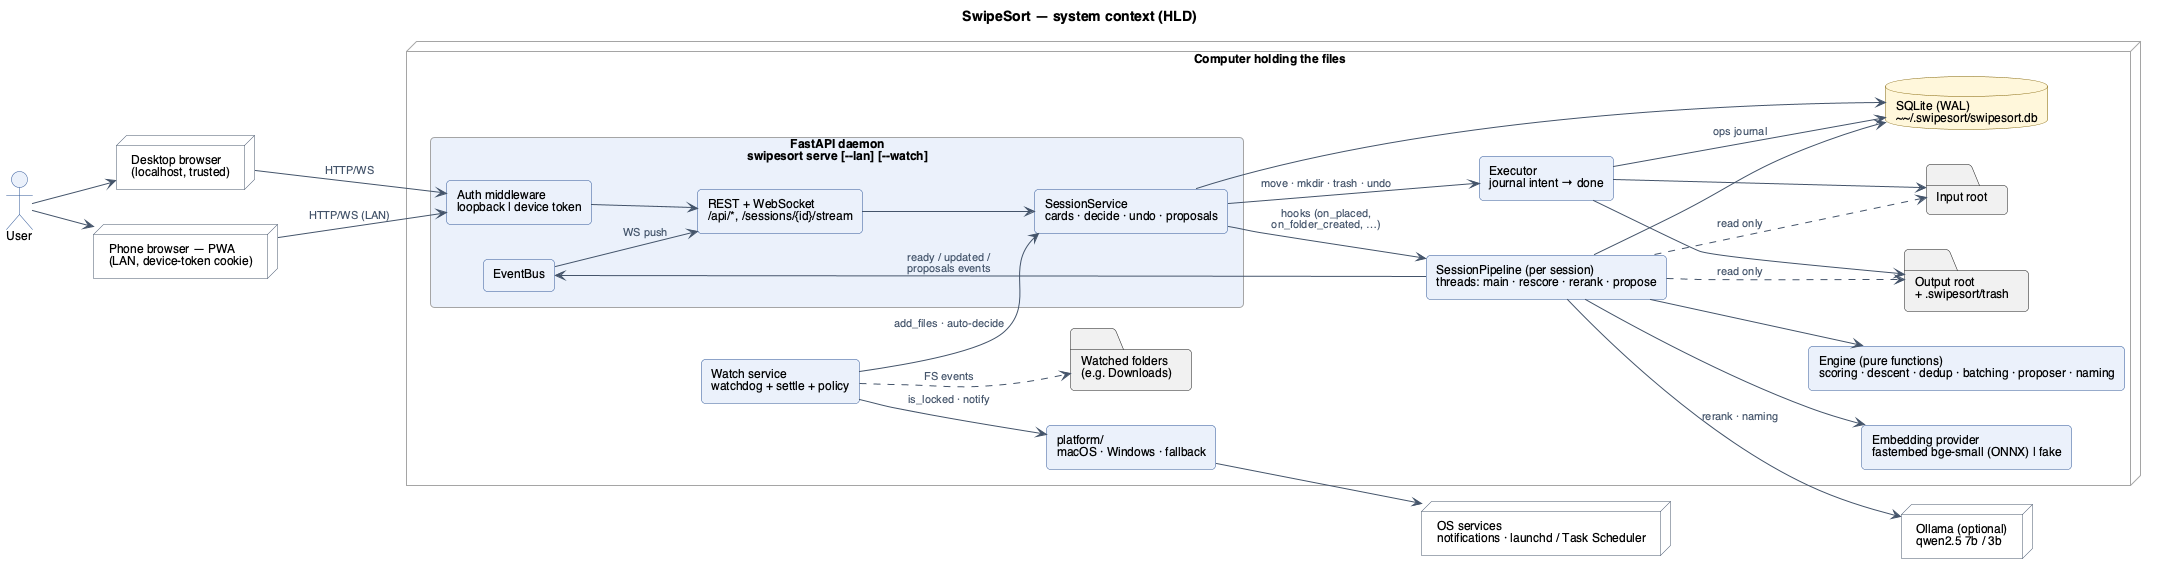 SwipeSort — system context (HLD)
Computer holding the files
User
Desktop browser
(localhost, trusted)
Phone browser — PWA
(LAN, device-token cookie)
HTTP/WS
HTTP/WS (LAN)
FastAPI daemon
swipesort serve [--lan] [--watch]
Auth middleware
loopback | device token
REST + WebSocket
/api/*, /sessions/{id}/stream
WS push
EventBus
SessionService
cards · decide · undo · proposals
ready / updated /
proposals events
add_files · auto-decide
Watch service
watchdog + settle + policy
FS events
is_locked · notify
Watched folders
(e.g. Downloads)
platform/
macOS · Windows · fallback
move · mkdir · trash · undo
hooks (on_placed,
on_folder_created, …)
Executor
journal intent → done
ops journal
SessionPipeline (per session)
threads: main · rescore · rerank · propose
SQLite (WAL)
~~/.swipesort/swipesort.db
read only
Input root
read only
Output root
+ .swipesort/trash
Engine (pure functions)
scoring · descent · dedup · batching · proposer · naming
rerank · naming
Embedding provider
fastembed bge-small (ONNX) | fake
OS services
notifications · launchd / Task Scheduler
Ollama (optional)
qwen2.5 7b / 3b